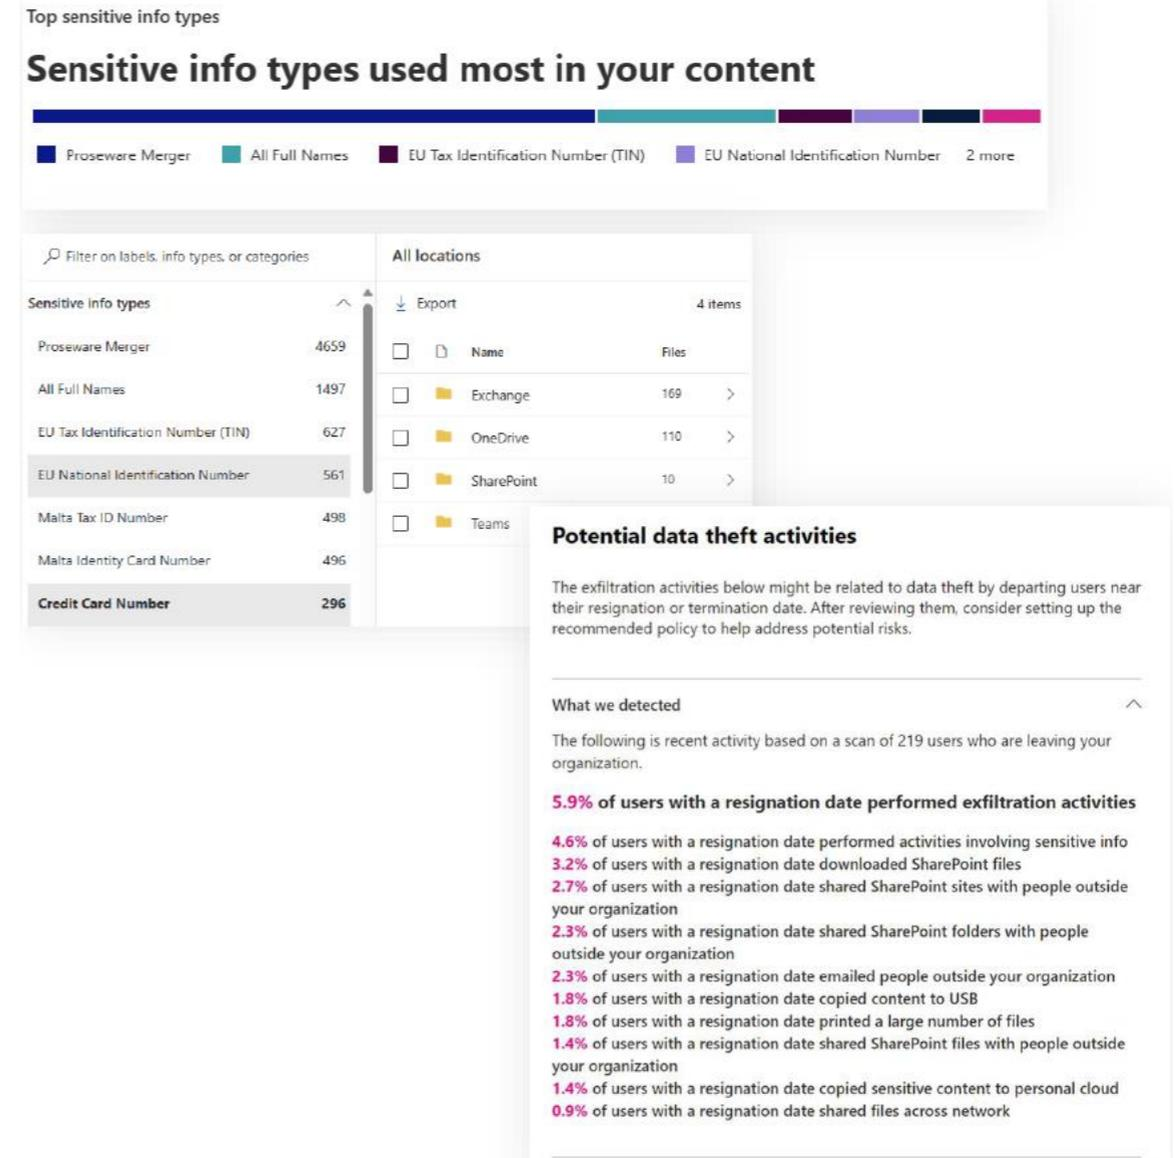 Top sensitive info types
Sensitive info types used most in your content
Proseware Merger All Full Names EU Tax Identification Number (TIN) EU National Identification Number 2 more
Filter on labels, info types, or categories
Sensitive info types
Proseware Merger 4659
All Full Names 1497
EU Tax Identification Number (TIN) 627
EU National Identification Number 561
Malta Tax ID Number 498
Malta Identity Card Number 496
Credit Card Number 296
All locations
Export 4 items
Name Files
Exchange 169
OneDrive 110
SharePoint 10
Teams
Potential data theft activities
The exfiltration activities below might be related to data theft by departing users near
their resignation or termination date. After reviewing them, consider setting up the
recommended policy to help address potential risks.
What we detected
The following is recent activity based on a scan of 219 users who are leaving your
organization.
5.9% of users with a resignation date performed exfiltration activities
4.6% of users with a resignation date performed activities involving sensitive info
3.2% of users with a resignation date downloaded SharePoint files
2.7% of users with a resignation date shared SharePoint sites with people outside
your organization
2.3% of users with a resignation date shared SharePoint folders with people
outside your organization
2.3% of users with a resignation date emailed people outside your organization
1.8% of users with a resignation date copied content to USB
1.8% of users with a resignation date printed a large number of files
1.4% of users with a resignation date shared SharePoint files with people outside
your organization
1.4% of users with a resignation date copied sensitive content to personal cloud
0.9% of users with a resignation date shared files across network